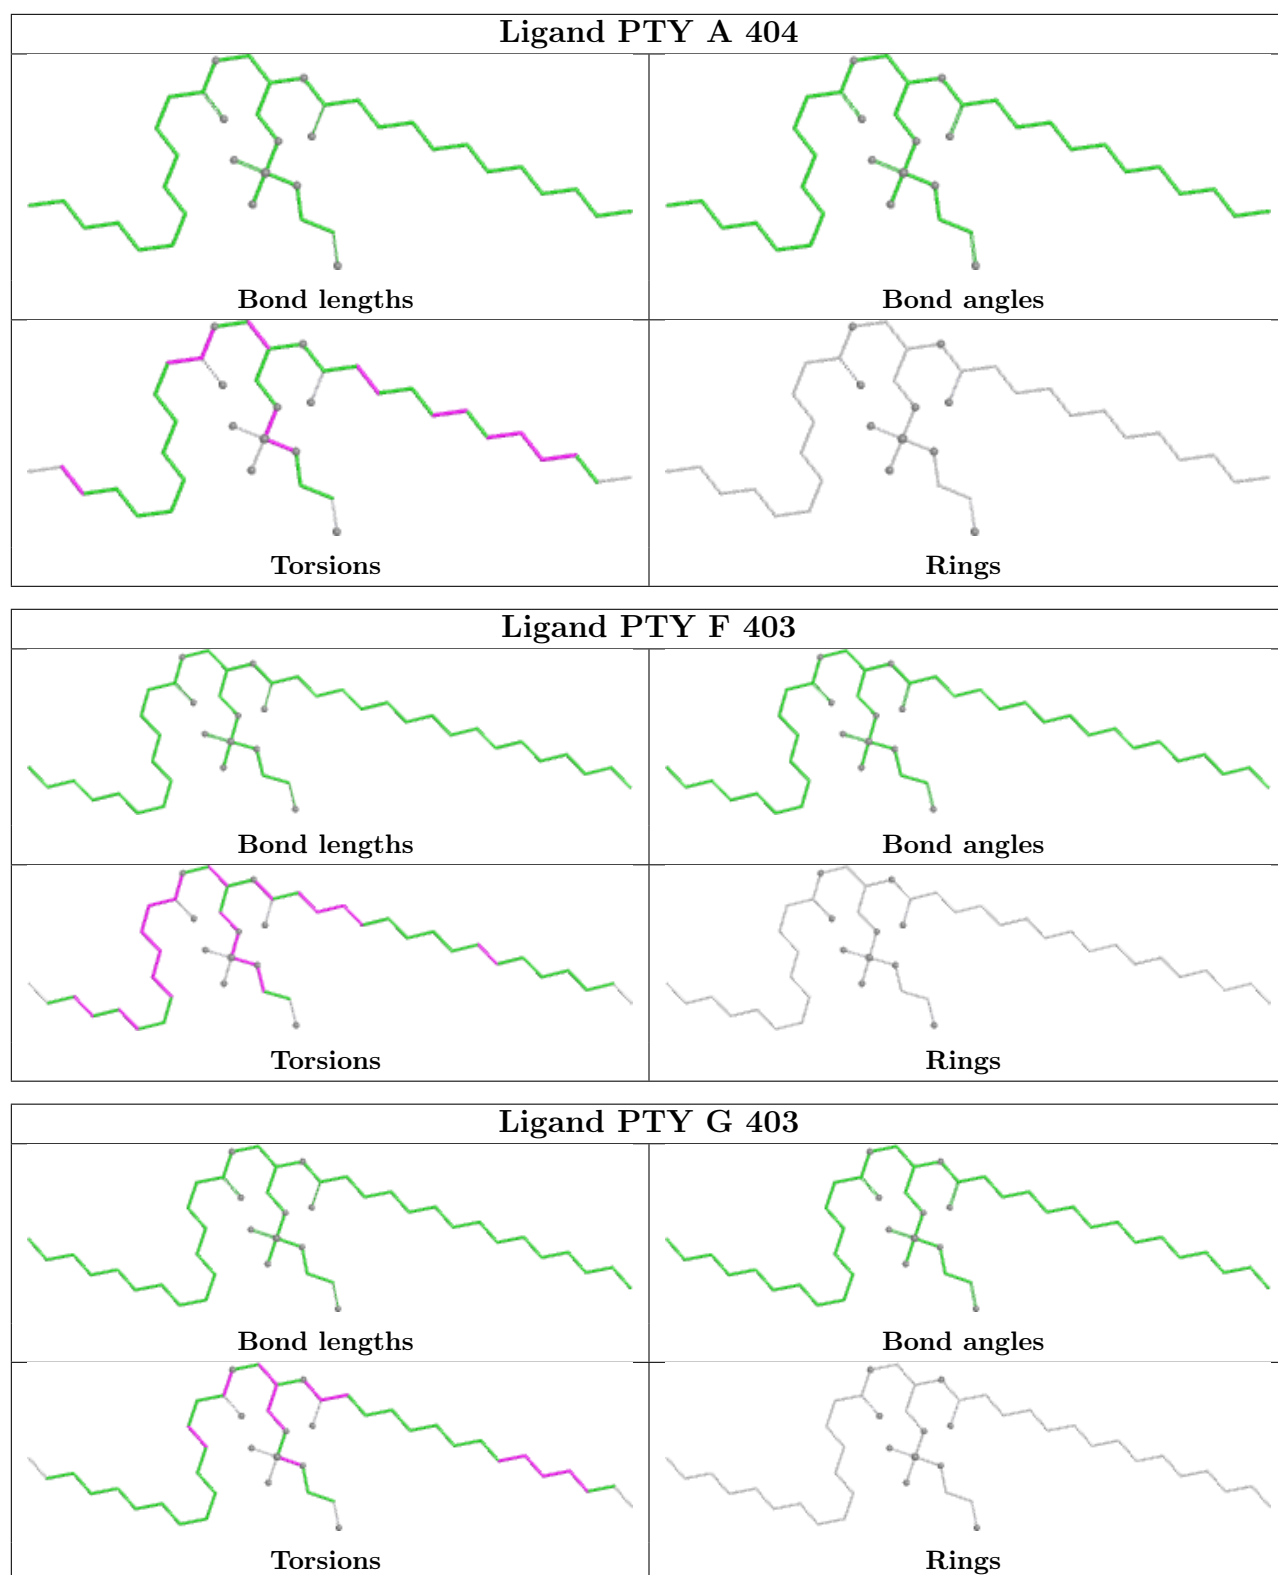 Ligand PTY A 404
Bond lengths
Bond angles
Torsions
Rings
Ligand PTY F 403
Bond lengths
Bond angles
Torsions
Rings
Ligand PTY G 403
Bond lengths
Bond angles
Torsions
Rings